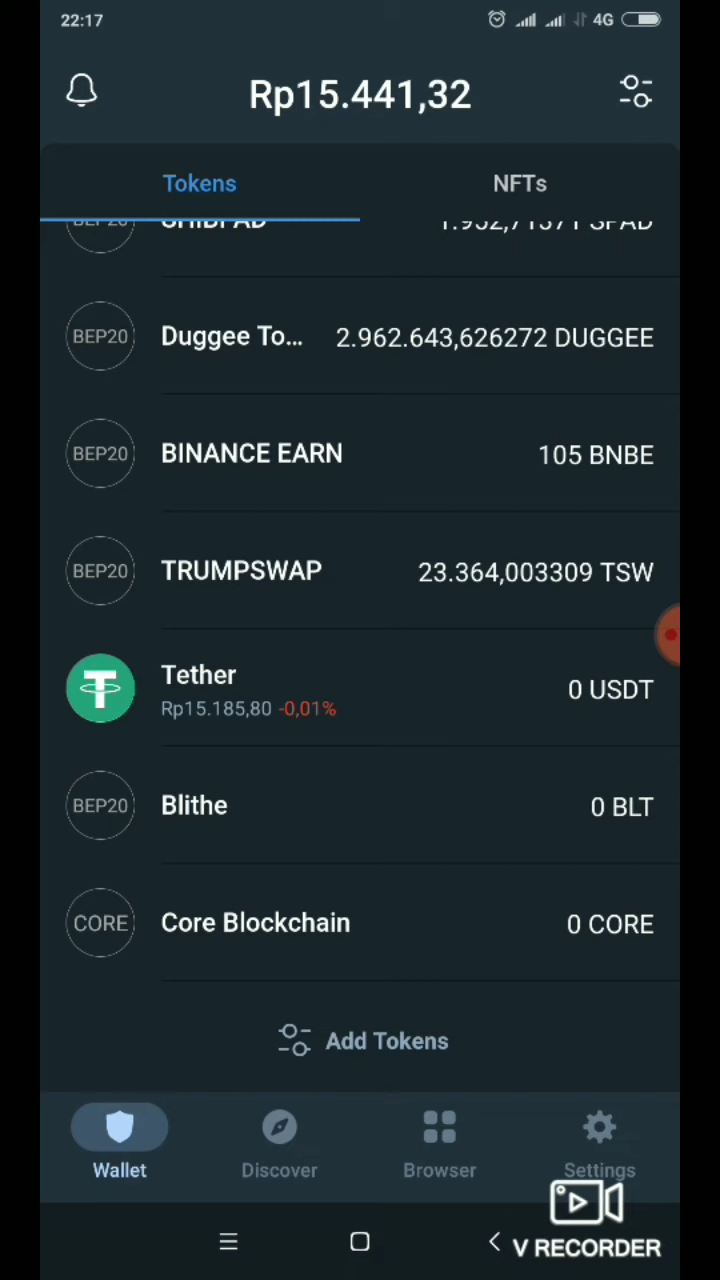 22:17
4G
Rp15.441,32
Tokens
NFTs
BEP20
Duggee To...
2.962.643,626272 DUGGEE
BEP20
BINANCE EARN
105 BNBE
BEP20
TRUMPSWAP
23.364,003309 TSW
Tether
Rp15.185,80 -0,01%
0 USDT
BEP20
Blithe
0 BLT
CORE
Core Blockchain
0 CORE
Add Tokens
Wallet
Discover
Browser
Settings
V RECORDER